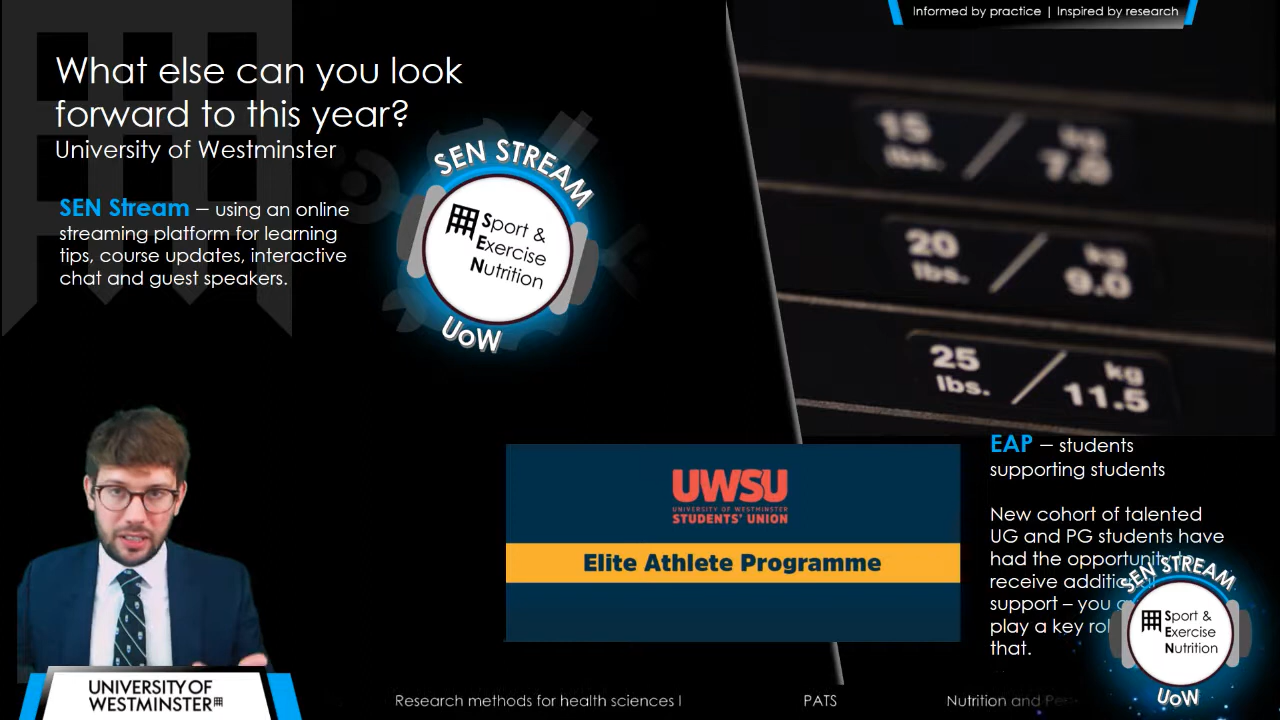 Informed by practice | Inspired by research
What else can you look
forward to this year?
University of Westminster
SEN Stream – using an online
streaming platform for learning
tips, course updates, interactive
chat and guest speakers.
SEN STREAM
Sport &
Exercise
Nutrition
UoW
15 lbs. / kg 7.0
20 lbs. / kg 9.0
25 lbs. / kg 11.5
UWSU
UNIVERSITY OF WESTMINSTER
STUDENTS' UNION
Elite Athlete Programme
EAP – students
supporting students
New cohort of talented
UG and PG students have
had the opportunity to
receive additional
support – you
play a key
that.
SEN STREAM
Sport &
Exercise
Nutrition
UoW
UNIVERSITY OF
WESTMINSTER
Research methods for health sciences I
PATS
Nutrition and